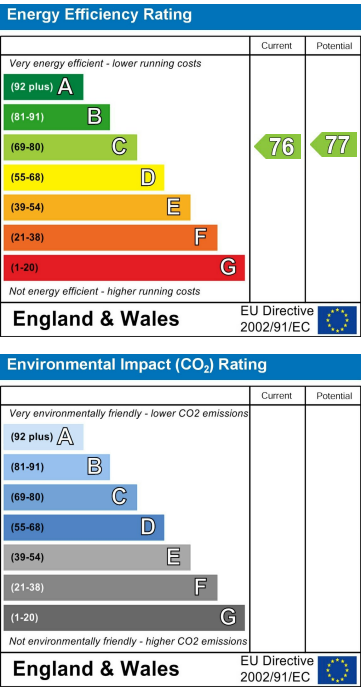 Energy Efficiency Rating
Current Potential
Very energy efficient - lower running costs
(92 plus) A
(81-91) B
(69-80) C 76 77
(55-68) D
(39-54) E
(21-38) F
(1-20) G
Not energy efficient - higher running costs
England & Wales
EU Directive
2002/91/EC
Environmental Impact (CO2) Rating
Current Potential
Very environmentally friendly - lower CO2 emissions
(92 plus) A
(81-91) B
(69-80) C
(55-68) D
(39-54) E
(21-38) F
(1-20) G
Not environmentally friendly - higher CO2 emissions
England & Wales
EU Directive
2002/91/EC